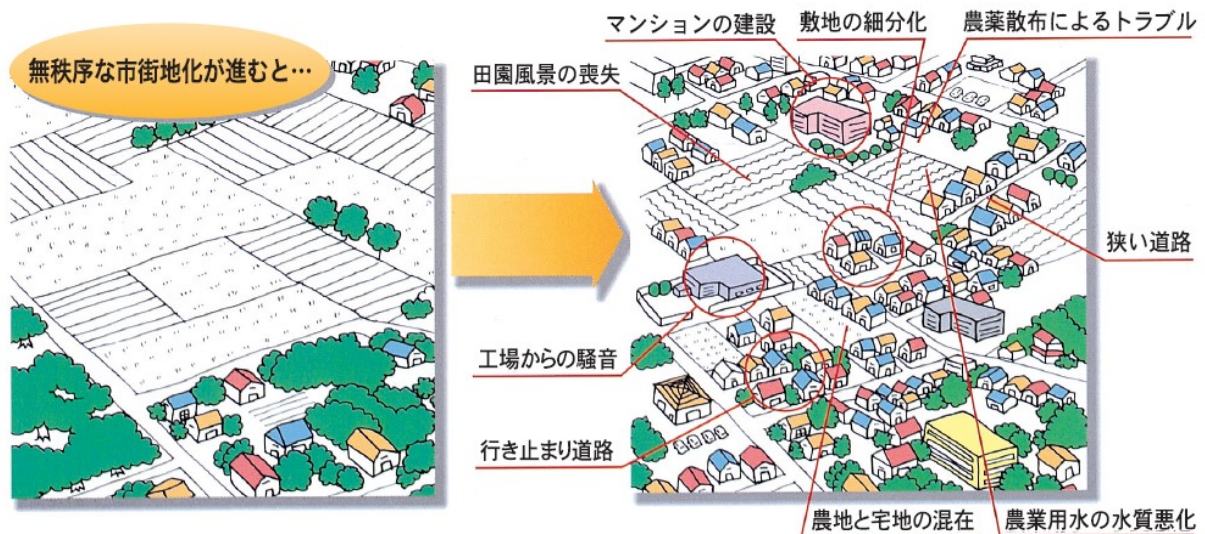 無秩序な市街地化が進むと…
マンションの建設
敷地の細分化
農薬散布によるトラブル
田園風景の喪失
狭い道路
工場からの騒音
行き止まり道路
農地と宅地の混在
農業用水の水質悪化